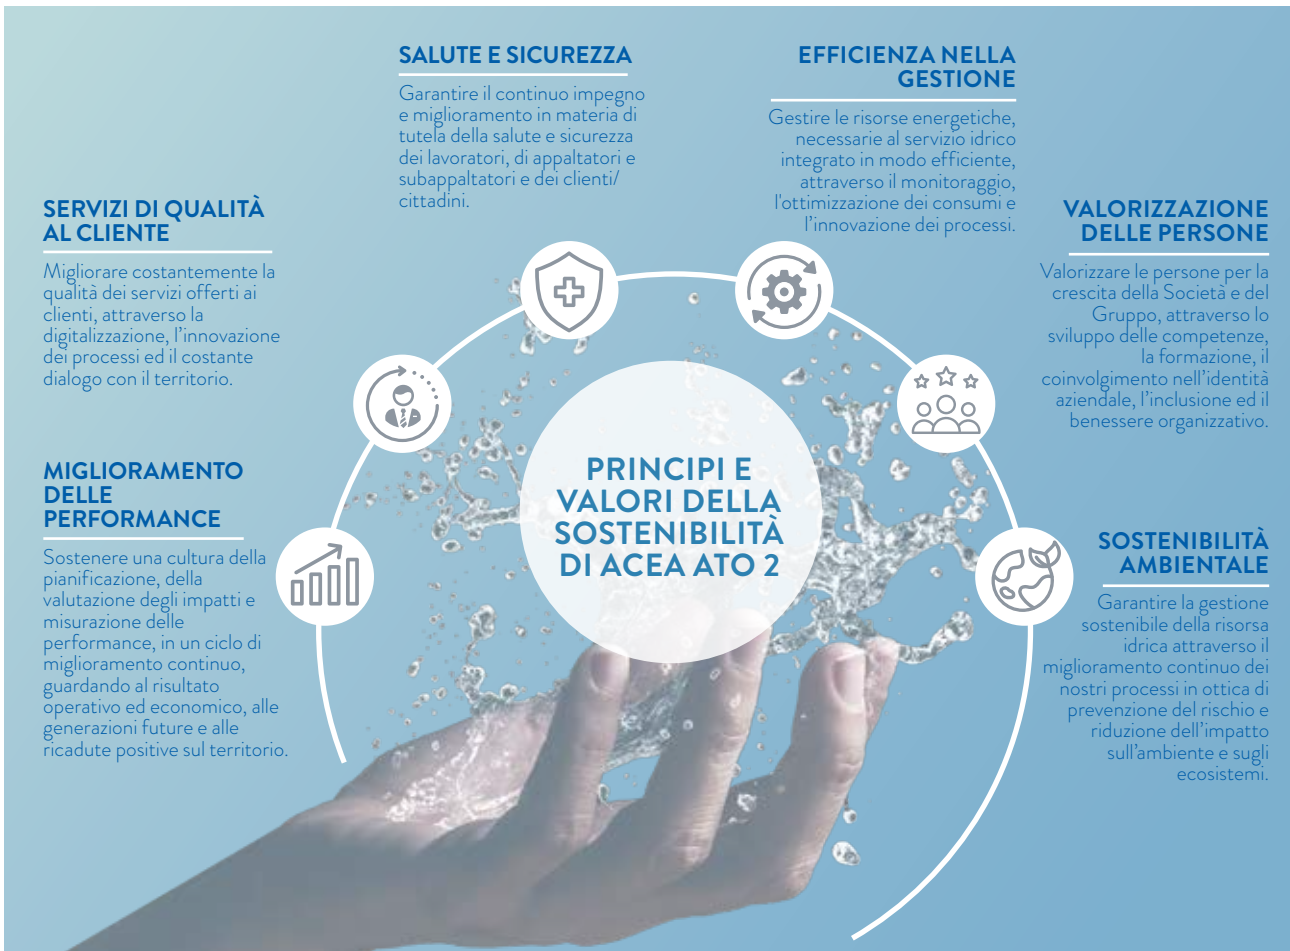 SALUTE E SICUREZZA
Garantire il continuo impegno
e miglioramento in materia di
tutela della salute e sicurezza
dei lavoratori, di appaltatori e
subappaltatori e dei clienti/
cittadini.
EFFICIENZA NELLA
GESTIONE
Gestire le risorse energetiche,
necessarie al servizio idrico
integrato in modo efficiente,
attraverso il monitoraggio,
l'ottimizzazione dei consumi e
l’innovazione dei processi.
SERVIZI DI QUALITÀ
AL CLIENTE
Migliorare costantemente la
qualità dei servizi offerti ai
clienti, attraverso la
digitalizzazione, l’innovazione
dei processi ed il costante
dialogo con il territorio.
VALORIZZAZIONE
DELLE PERSONE
Valorizzare le persone per la
crescita della Società e del
Gruppo, attraverso lo
sviluppo delle competenze,
la formazione, il
coinvolgimento nell’identità
aziendale, l’inclusione ed il
benessere organizzativo.
MIGLIORAMENTO
DELLE
PERFORMANCE
Sostenere una cultura della
pianificazione, della
valutazione degli impatti e
misurazione delle
performance, in un ciclo di
miglioramento continuo,
guardando al risultato
operativo ed economico, alle
generazioni future e alle
ricadute positive sul territorio.
PRINCIPI E
VALORI DELLA
SOSTENIBILITÀ
DI ACEA ATO 2
SOSTENIBILITÀ
AMBIENTALE
Garantire la gestione
sostenibile della risorsa
idrica attraverso il
miglioramento continuo dei
nostri processi in ottica di
prevenzione del rischio e
riduzione dell’impatto
sull’ambiente e sugli
ecosistemi.